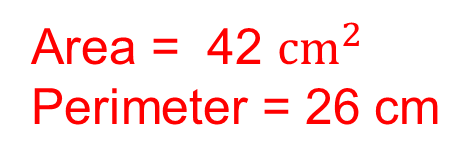 Area = 42 cm²
Perimeter = 26 cm